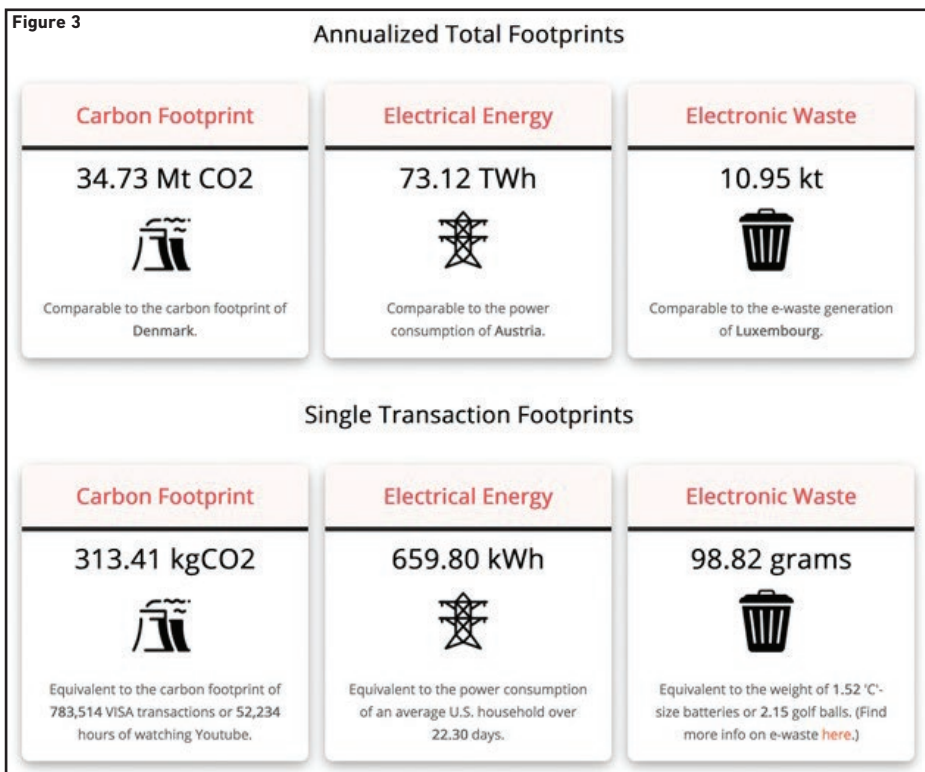 Figure 3
Annualized Total Footprints
Carbon Footprint
34.73 Mt CO2
Comparable to the carbon footprint of
Denmark.
Electrical Energy
73.12 TWh
Comparable to the power
consumption of Austria.
Electronic Waste
10.95 kt
Comparable to the e-waste generation
of Luxembourg.
Single Transaction Footprints
Carbon Footprint
313.41 kgCO2
Equivalent to the carbon footprint of
783,514 VISA transactions or 52,234
hours of watching Youtube.
Electrical Energy
659.80 kWh
Equivalent to the power consumption
of an average U.S. household over
22.30 days.
Electronic Waste
98.82 grams
Equivalent to the weight of 1.52 'C'-
size batteries or 2.15 golf balls. (Find
more info on e-waste here.)